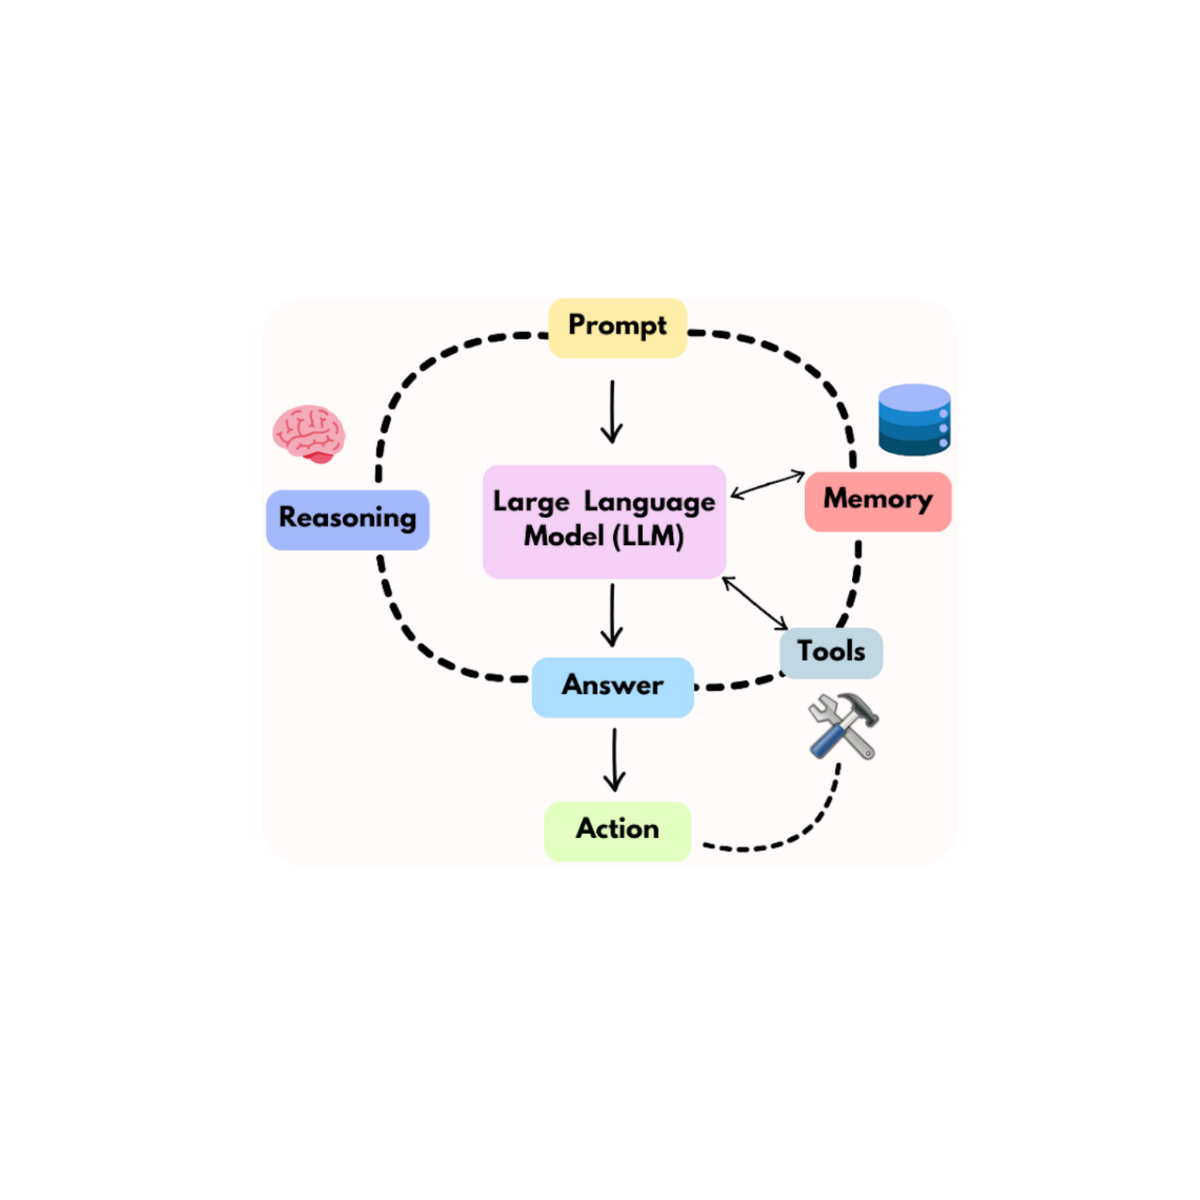 Prompt
Reasoning
Large Language
Model (LLM)
Memory
Tools
Answer
Action